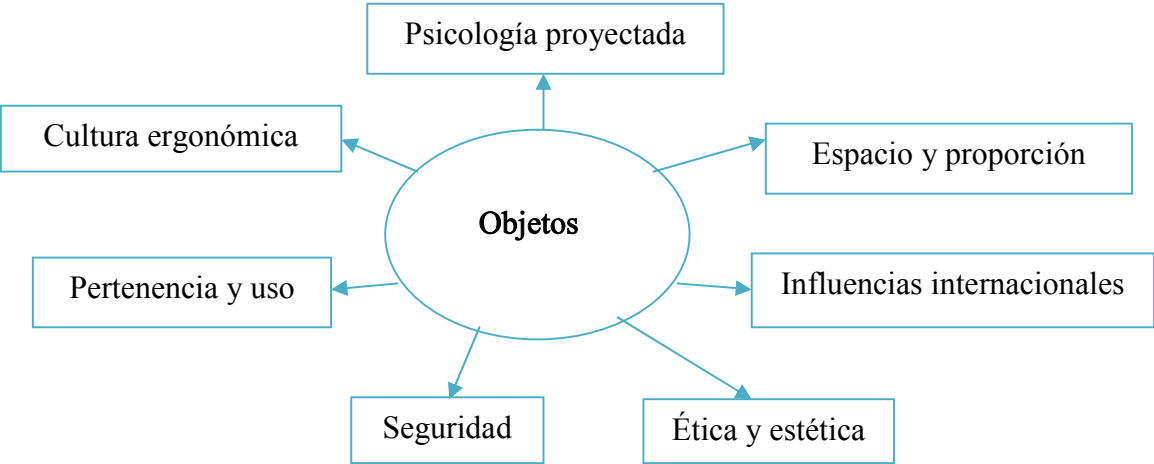 Psicología proyectada
Cultura ergonómica
Espacio y proporción
Objetos
Pertenencia y uso
Influencias internacionales
Seguridad
Ética y estética